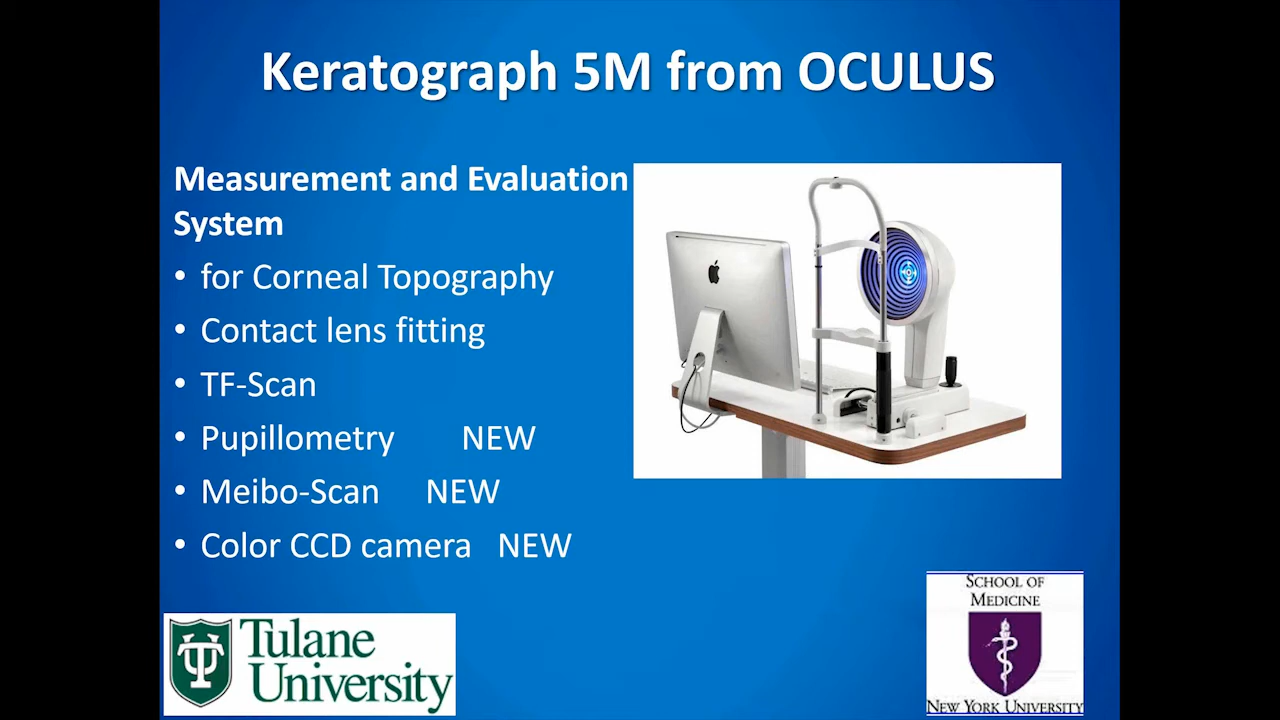 Keratograph 5M from OCULUS
Measurement and Evaluation
System
• for Corneal Topography
• Contact lens fitting
• TF-Scan
• Pupillometry NEW
• Meibo-Scan NEW
• Color CCD camera NEW
Tulane
University
SCHOOL OF
MEDICINE
NEW YORK UNIVERSITY